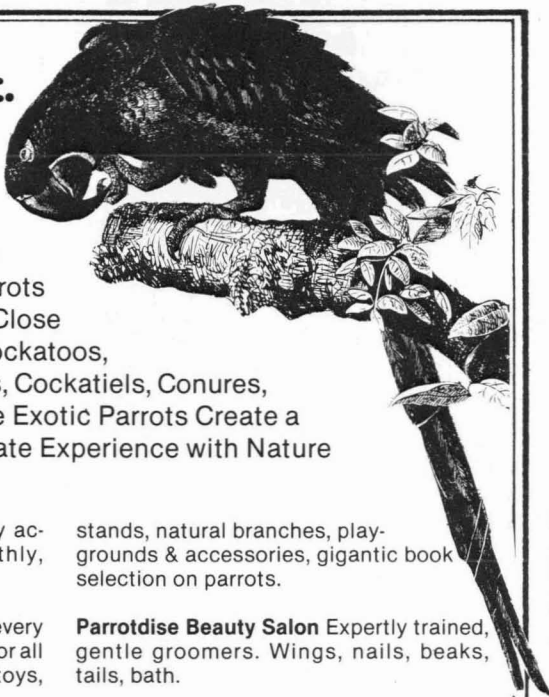 rots
Close
ockatoos,
s, Cockatiels, Conures,
e Exotic Parrots Create a
ate Experience with Nature
y ac-
thly,
every
or all
toys,
stands, natural branches, play-
grounds & accessories, gigantic book
selection on parrots.
Parrotdise Beauty Salon Expertly trained,
gentle groomers. Wings, nails, beaks,
tails, bath.